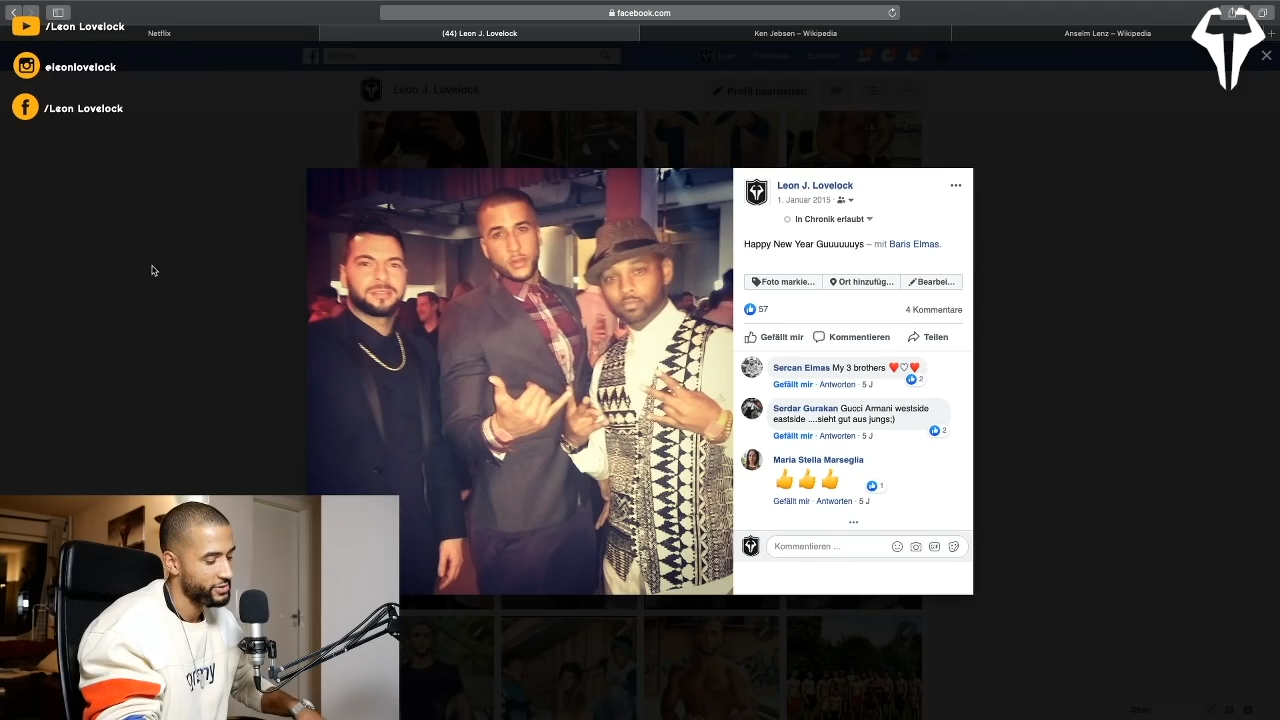 facebook.com
Netflix
(44) Leon J. Lovelock
Ken Jebsen – Wikipedia
Anselm Lenz – Wikipedia
/Leon Lovelock
@leonlovelock
/Leon Lovelock
Leon J. Lovelock
Profil bearbeiten
Leon J. Lovelock
1. Januar 2015
In Chronik erlaubt
Happy New Year Guuuuuuys – mit Baris Elmas.
Foto markie... Ort hinzufüg... Bearbei...
57 4 Kommentare
Gefällt mir Kommentieren Teilen
Sercan Elmas My 3 brothers ❤️♡❤️
2
Gefällt mir · Antworten · 5 J
Serdar Gurakan Gucci Armani westside
eastside ....sieht gut aus jungs;)
2
Gefällt mir · Antworten · 5 J
Maria Stella Marseglia
👍👍👍
1
Gefällt mir · Antworten · 5 J
...
Kommentieren ...
GIF